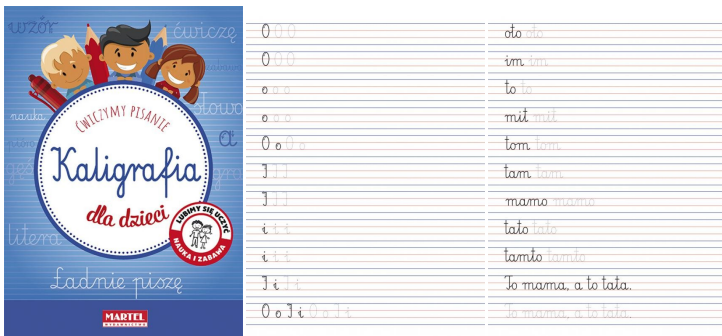 wzór
ćwiczę
nauka
słowo
ĆWICZYMY PISANIE
a
Kaligrafia
dla dzieci
LUBIMY SIĘ UCZYĆ
NAUKA I ZABAWA
litera
Ładnie piszę
MARTEL
WYDAWNICTWO
O O O
O O O
o o o
o o o
O o O o
I I I
I I I
i i i
i i i
I i I i
O o I i O o I i
oto oto
im im
to to
mit mit
tom tom
tam tam
mamo mamo
tato tato
tamto tamto
To mama, a to tata.
To mama, a to tata.